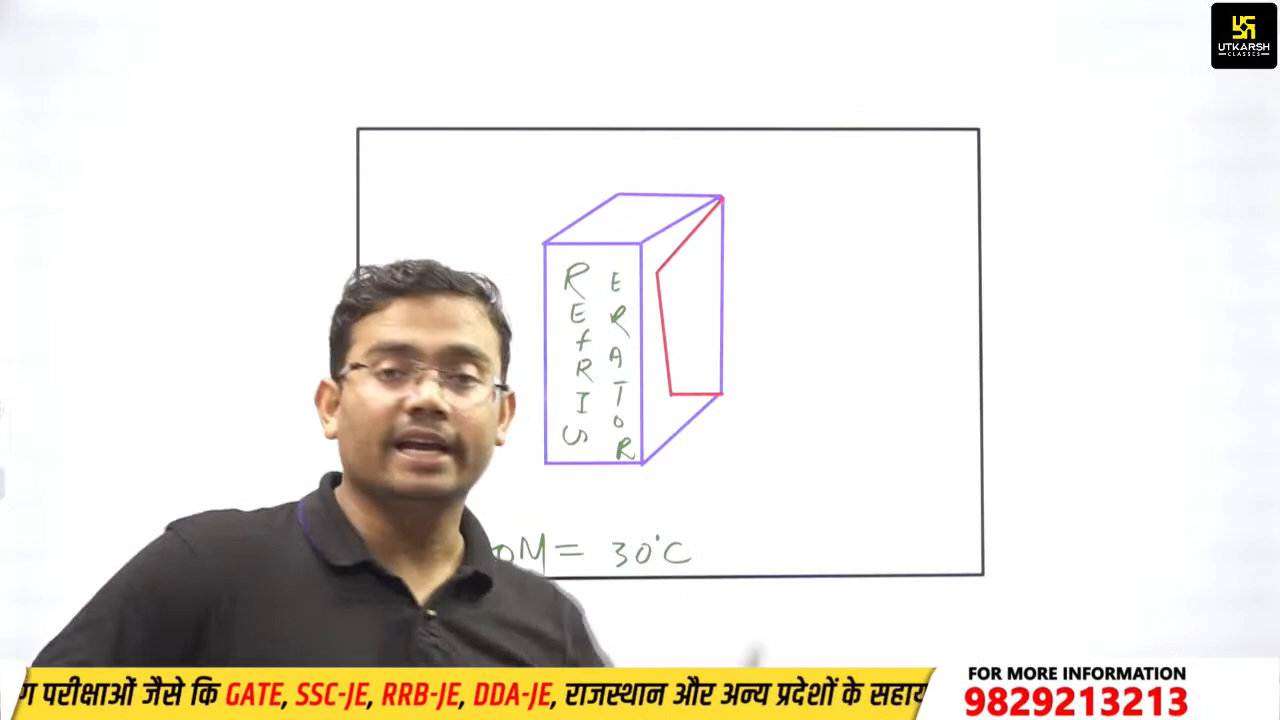 UTKARSH
CLASSES
REfRIG
ERATOR
OM = 30°C
ग परीक्षाओं जैसे कि GATE, SSC-JE, RRB-JE, DDA-JE, राजस्थान और अन्य प्रदेशों के सहाय
FOR MORE INFORMATION
9829213213